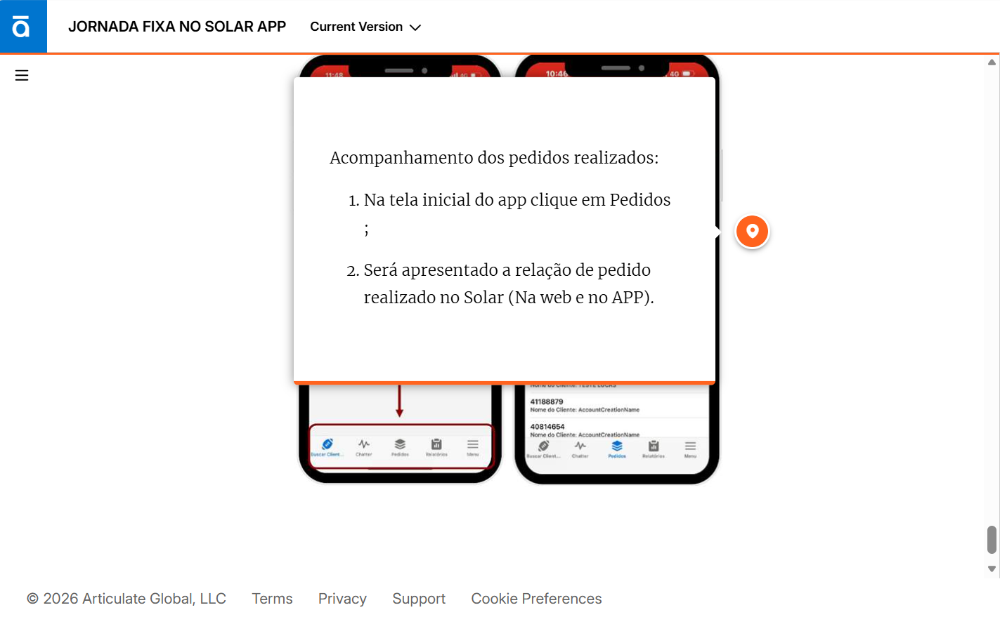 JORNADA FIXA NO SOLAR APP
Current Version
11:48
4G
10:46
4G
Acompanhamento dos pedidos realizados:
1. Na tela inicial do app clique em Pedidos
;
2. Será apresentado a relação de pedido
realizado no Solar (Na web e no APP).
Nome do Cliente: TESTE LUCAS
41188879
Nome do Cliente: AccountCreationName
40814654
Nome do Cliente: AccountCreationName
Buscar Client... Chatter Pedidos Relatórios Menu
Buscar Client... Chatter Pedidos Relatórios Menu
© 2026 Articulate Global, LLC Terms Privacy Support Cookie Preferences